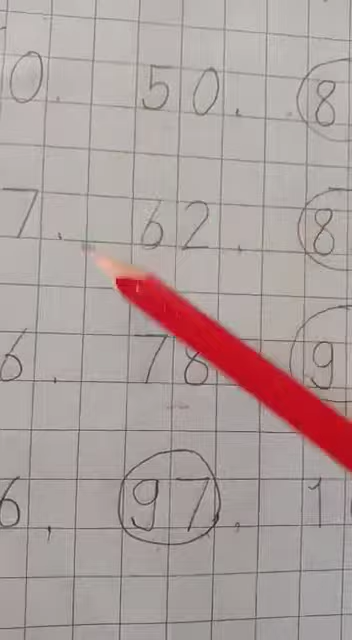 0. 50. 8
7. 62. 8
6. 78 9
6, 97, 1